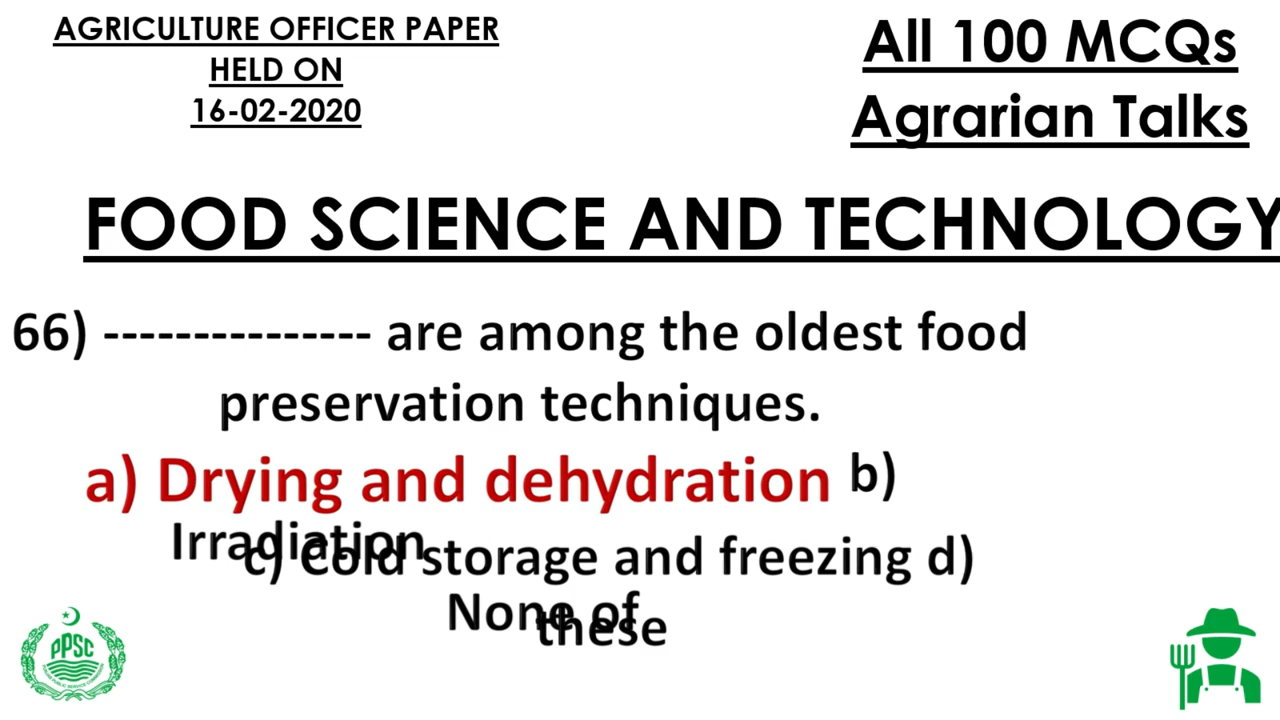 AGRICULTURE OFFICER PAPER
HELD ON
16-02-2020
All 100 MCQs
Agrarian Talks
FOOD SCIENCE AND TECHNOLOGY
66) --------------- are among the oldest food
preservation techniques.
a) Drying and dehydration b)
Irradiation
c) Cold storage and freezing d)
None of
these
PPSC